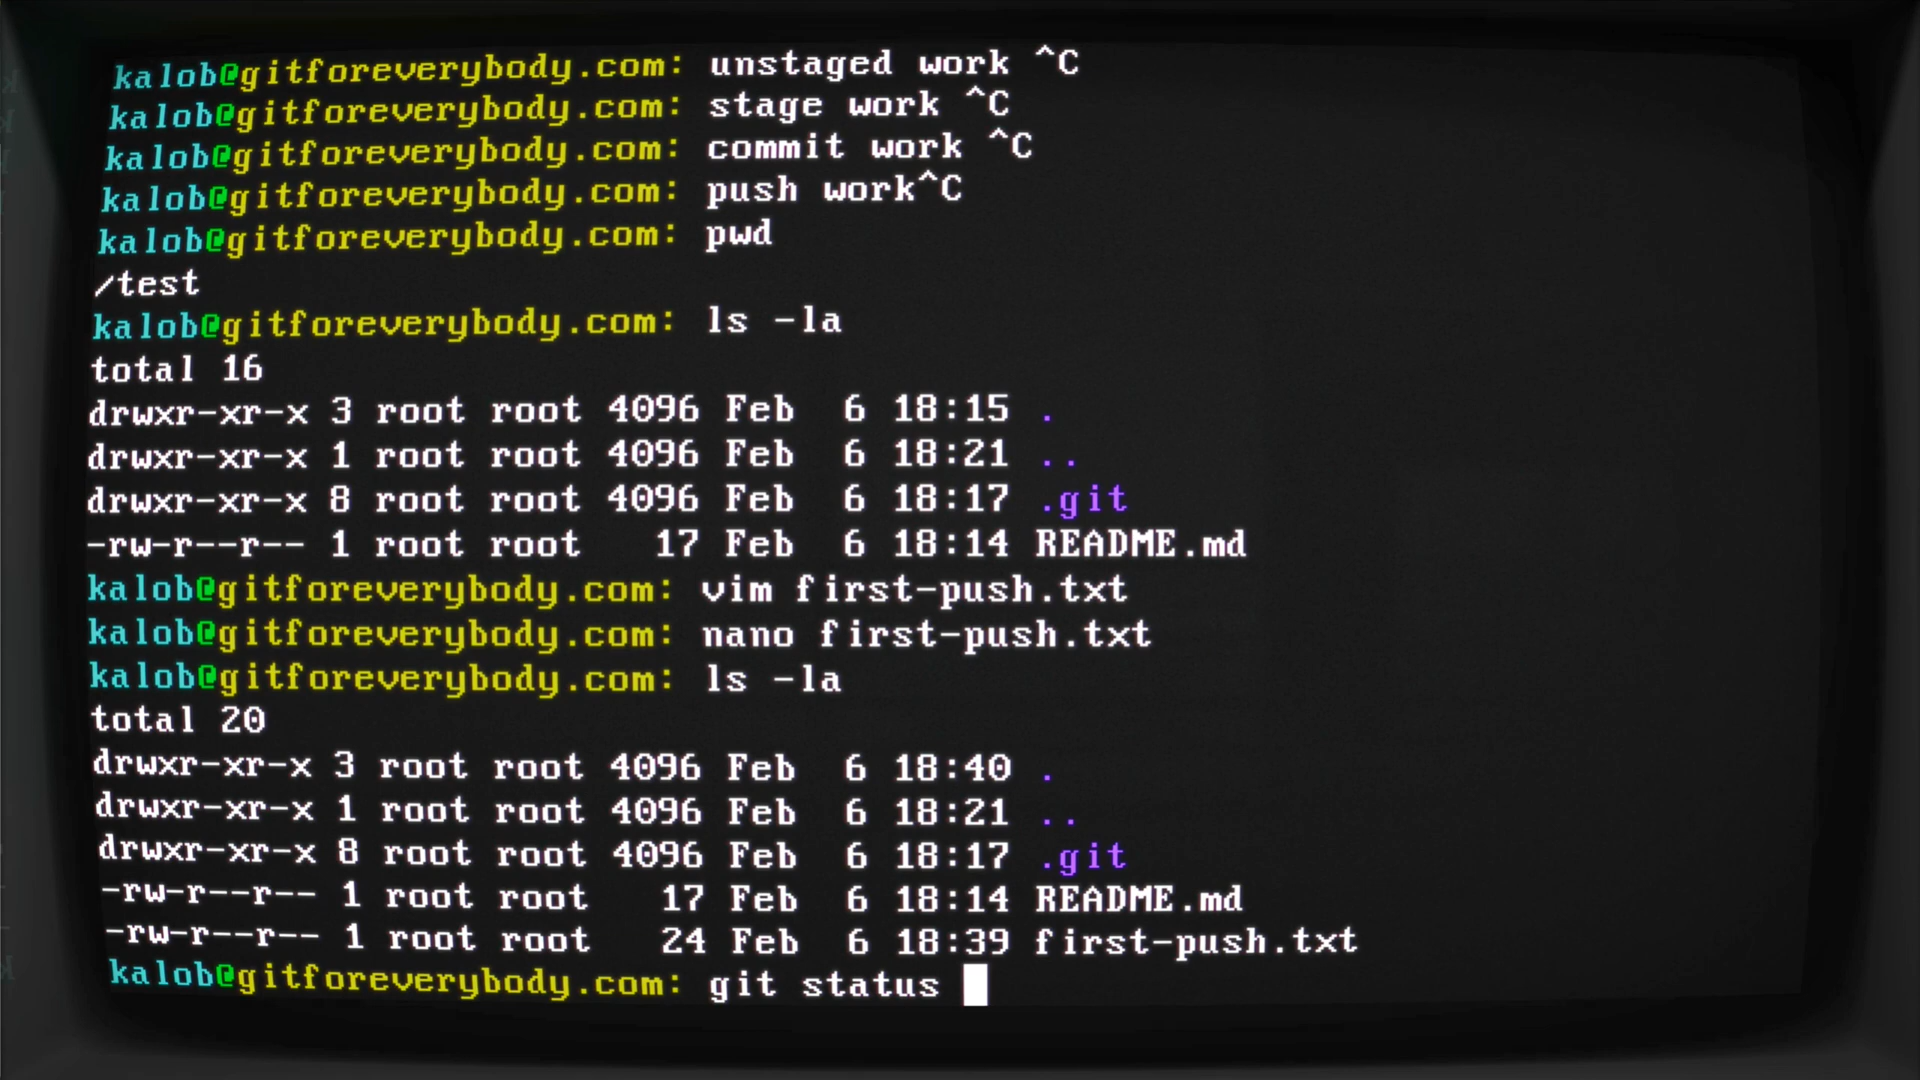 kalob@gitforeverybody.com: unstaged work ^C
kalob@gitforeverybody.com: stage work ^C
kalob@gitforeverybody.com: commit work ^C
kalob@gitforeverybody.com: push work^C
kalob@gitforeverybody.com: pwd
/test
kalob@gitforeverybody.com: ls -la
total 16
drwxr-xr-x 3 root root 4096 Feb  6 18:15 .
drwxr-xr-x 1 root root 4096 Feb  6 18:21 ..
drwxr-xr-x 8 root root 4096 Feb  6 18:17 .git
-rw-r--r-- 1 root root   17 Feb  6 18:14 README.md
kalob@gitforeverybody.com: vim first-push.txt
kalob@gitforeverybody.com: nano first-push.txt
kalob@gitforeverybody.com: ls -la
total 20
drwxr-xr-x 3 root root 4096 Feb  6 18:40 .
drwxr-xr-x 1 root root 4096 Feb  6 18:21 ..
drwxr-xr-x 8 root root 4096 Feb  6 18:17 .git
-rw-r--r-- 1 root root   17 Feb  6 18:14 README.md
-rw-r--r-- 1 root root   24 Feb  6 18:39 first-push.txt
kalob@gitforeverybody.com: git status